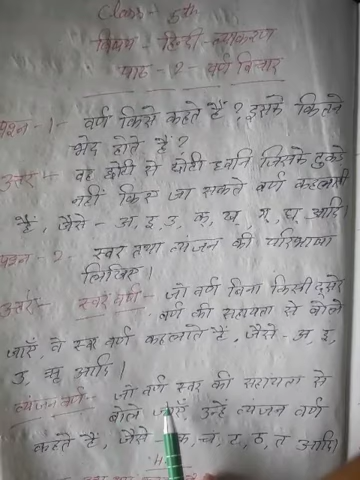 Class - 5th
विषय - हिन्दी - व्याकरण
पाठ - 2 - वर्ण विचार
प्रश्न - 1 - वर्ण किसे कहते हैं? इसके कितने
भेद होते हैं?
उत्तर - वह छोटी से छोटी ध्वनि जिसके टुकड़े
नहीं किए जा सकते वर्ण कहलाती
हैं, जैसे - अ, इ, उ, क्, ख्, ग्, घ् आदि।
प्रश्न - 2 - स्वर तथा व्यंजन की परिभाषा
लिखिए।
उत्तर - स्वर वर्ण - जो वर्ण बिना किसी दूसरे
वर्ण की सहायता से बोले
जाएँ, वे स्वर वर्ण कहलाते हैं, जैसे - अ, इ,
उ, ऋ आदि।
व्यंजन वर्ण - जो वर्ण स्वर की सहायता से
बोले जाएँ, उन्हें व्यंजन वर्ण
कहते हैं, जैसे - क, च, ट, ठ, त आदि।